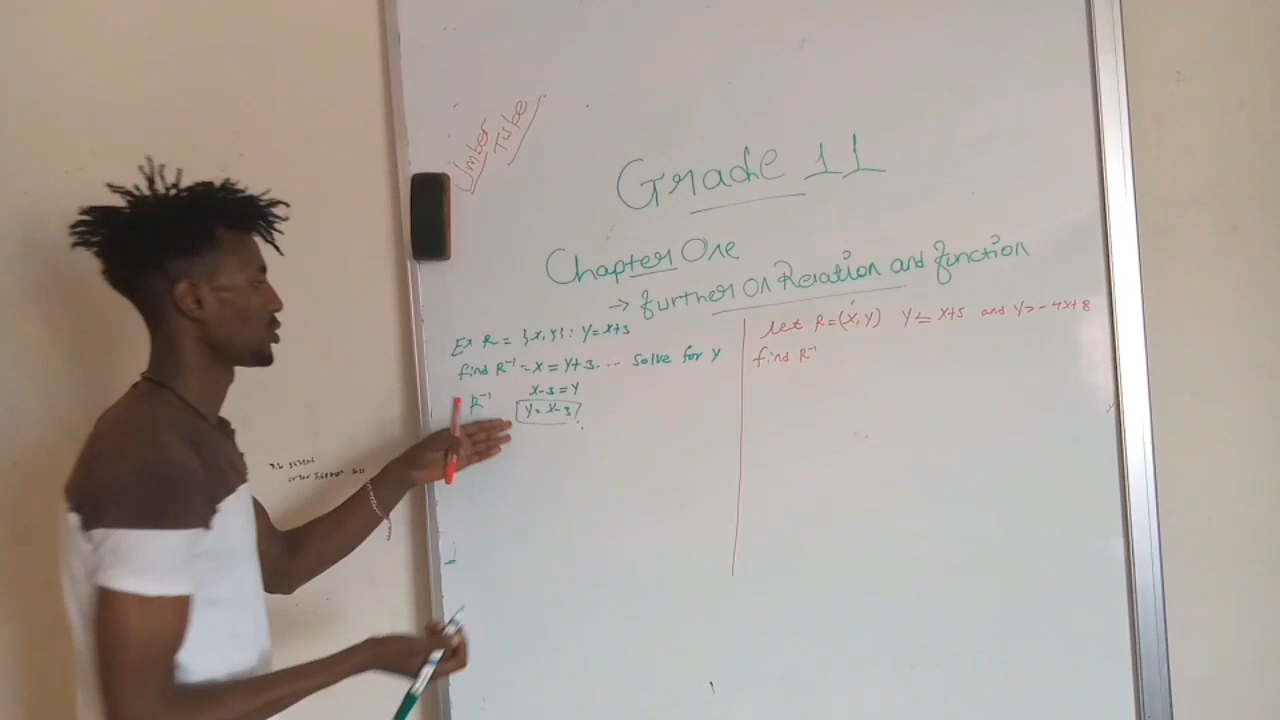 Umber
Tube
Grade 11
Chapter One
→ further On Reration and function
Ex R = {x,y}: y=x+3
find R⁻¹ = x = y+3 ... Solve for y
x-3=y
R⁻¹ y=x-3
let R=(x,y) y≤x+5 and y>-4x+8
find R⁻¹